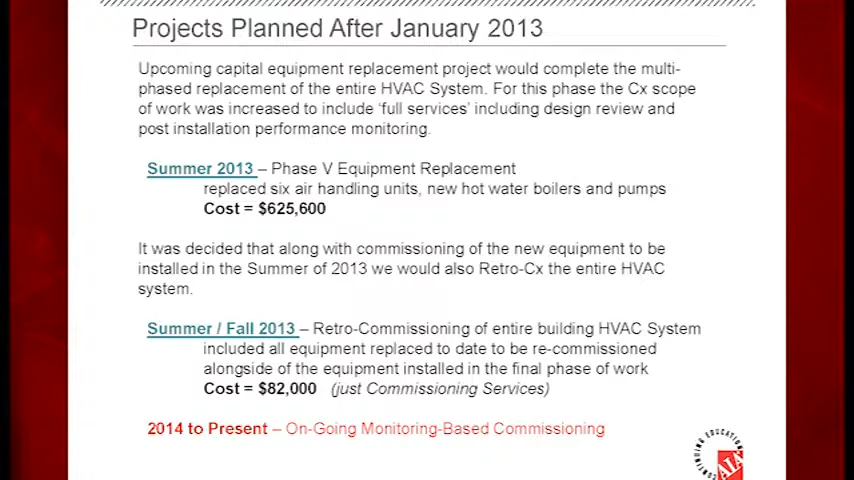 Projects Planned After January 2013
Upcoming capital equipment replacement project would complete the multi-
phased replacement of the entire HVAC System. For this phase the Cx scope
of work was increased to include 'full services' including design review and
post installation performance monitoring.
Summer 2013 – Phase V Equipment Replacement
replaced six air handling units, new hot water boilers and pumps
Cost = $625,600
It was decided that along with commissioning of the new equipment to be
installed in the Summer of 2013 we would also Retro-Cx the entire HVAC
system.
Summer / Fall 2013 – Retro-Commissioning of entire building HVAC System
included all equipment replaced to date to be re-commissioned
alongside of the equipment installed in the final phase of work
Cost = $82,000 (just Commissioning Services)
2014 to Present – On-Going Monitoring-Based Commissioning
CONTINUING EDUCATION
AIA